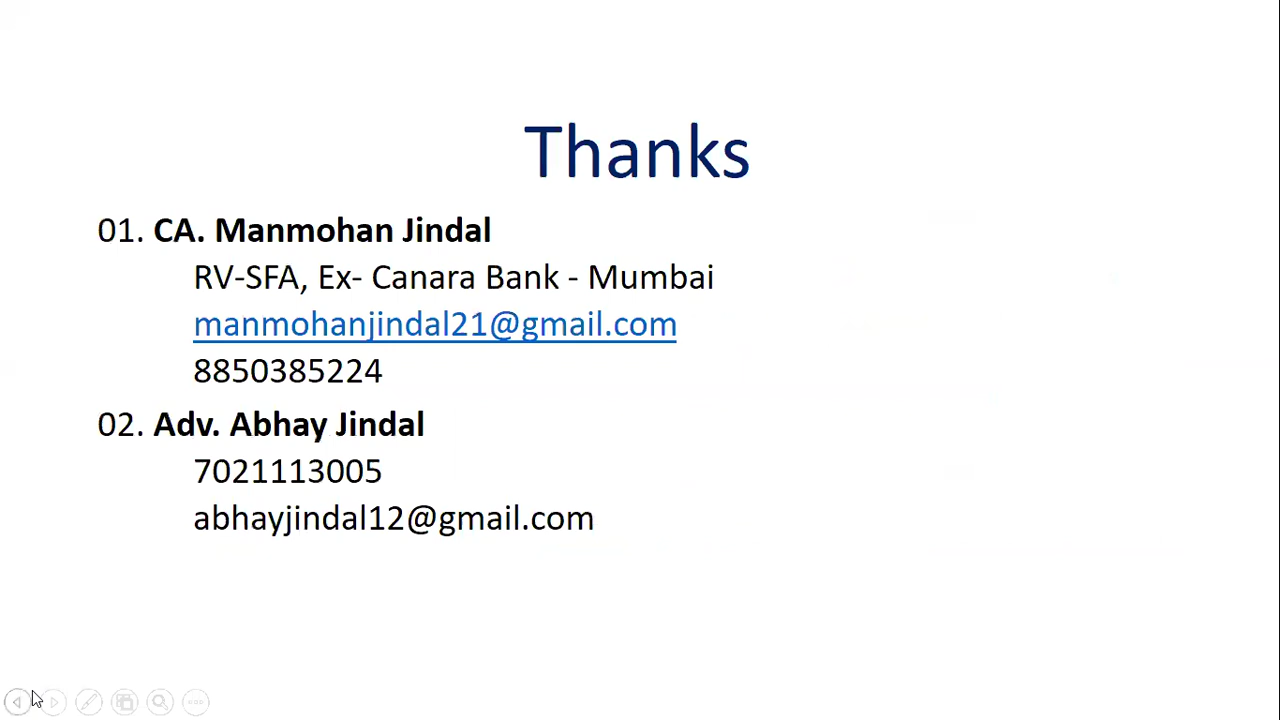 Thanks
01. CA. Manmohan Jindal
RV-SFA, Ex- Canara Bank - Mumbai
manmohanjindal21@gmail.com
8850385224
02. Adv. Abhay Jindal
7021113005
abhayjindal12@gmail.com